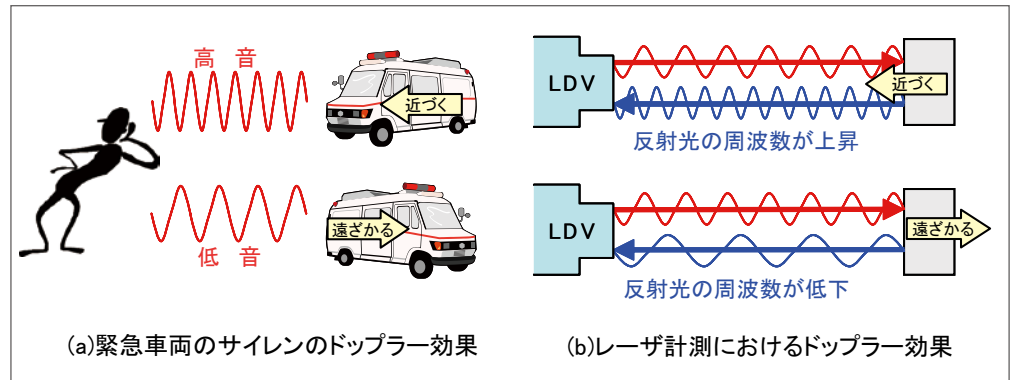 高 音
近づく
低 音
遠ざかる
(a)緊急車両のサイレンのドップラー効果
LDV
近づく
反射光の周波数が上昇
LDV
遠ざかる
反射光の周波数が低下
(b)レーザ計測におけるドップラー効果